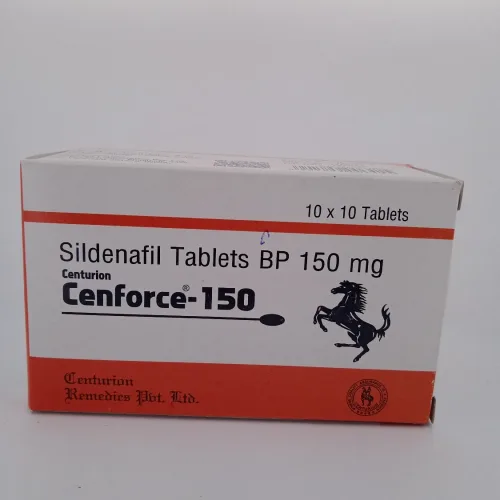 10 x 10 Tablets
Sildenafil Tablets BP 150 mg
Centurion
Cenforce®-150
Centurion
Remedies Pvt. Ltd.